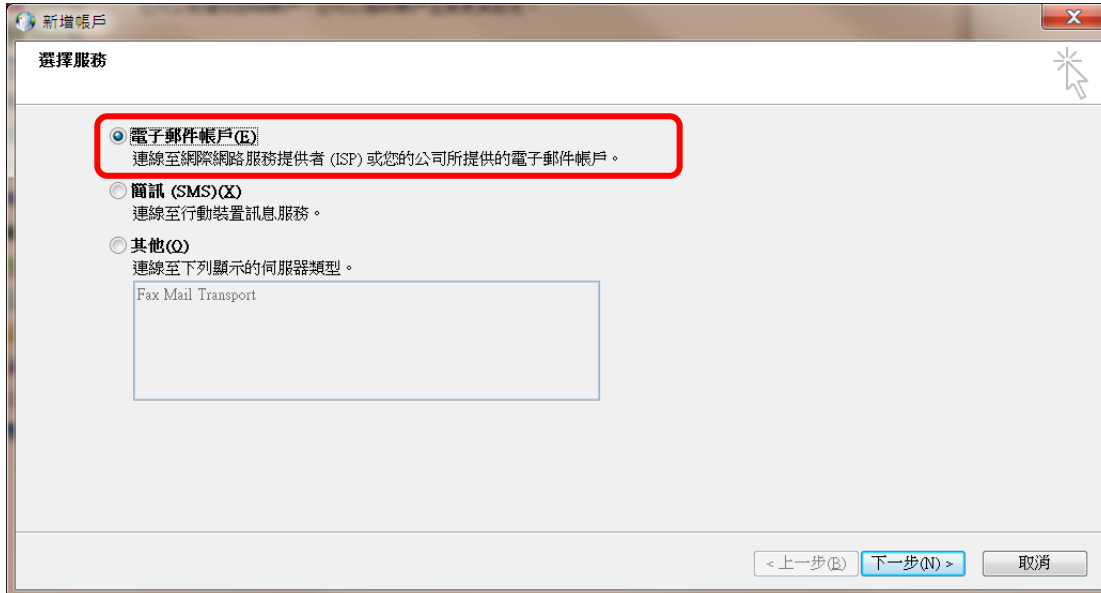 新增帳戶
選擇服務
電子郵件帳戶(E)
連線至網際網路服務提供者 (ISP) 或您的公司所提供的電子郵件帳戶。
簡訊 (SMS)(X)
連線至行動裝置訊息服務。
其他(O)
連線至下列顯示的伺服器類型。
Fax Mail Transport
<上一步(B) 下一步(N) > 取消